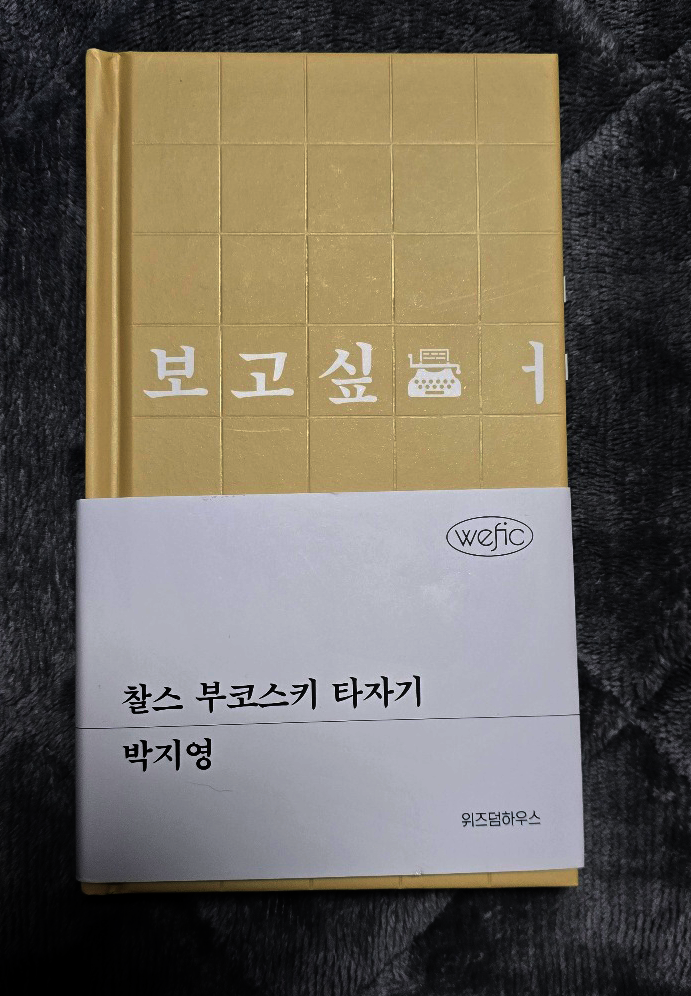 보고싶 ㅓ
wefic
찰스 부코스키 타자기
박지영
위즈덤하우스